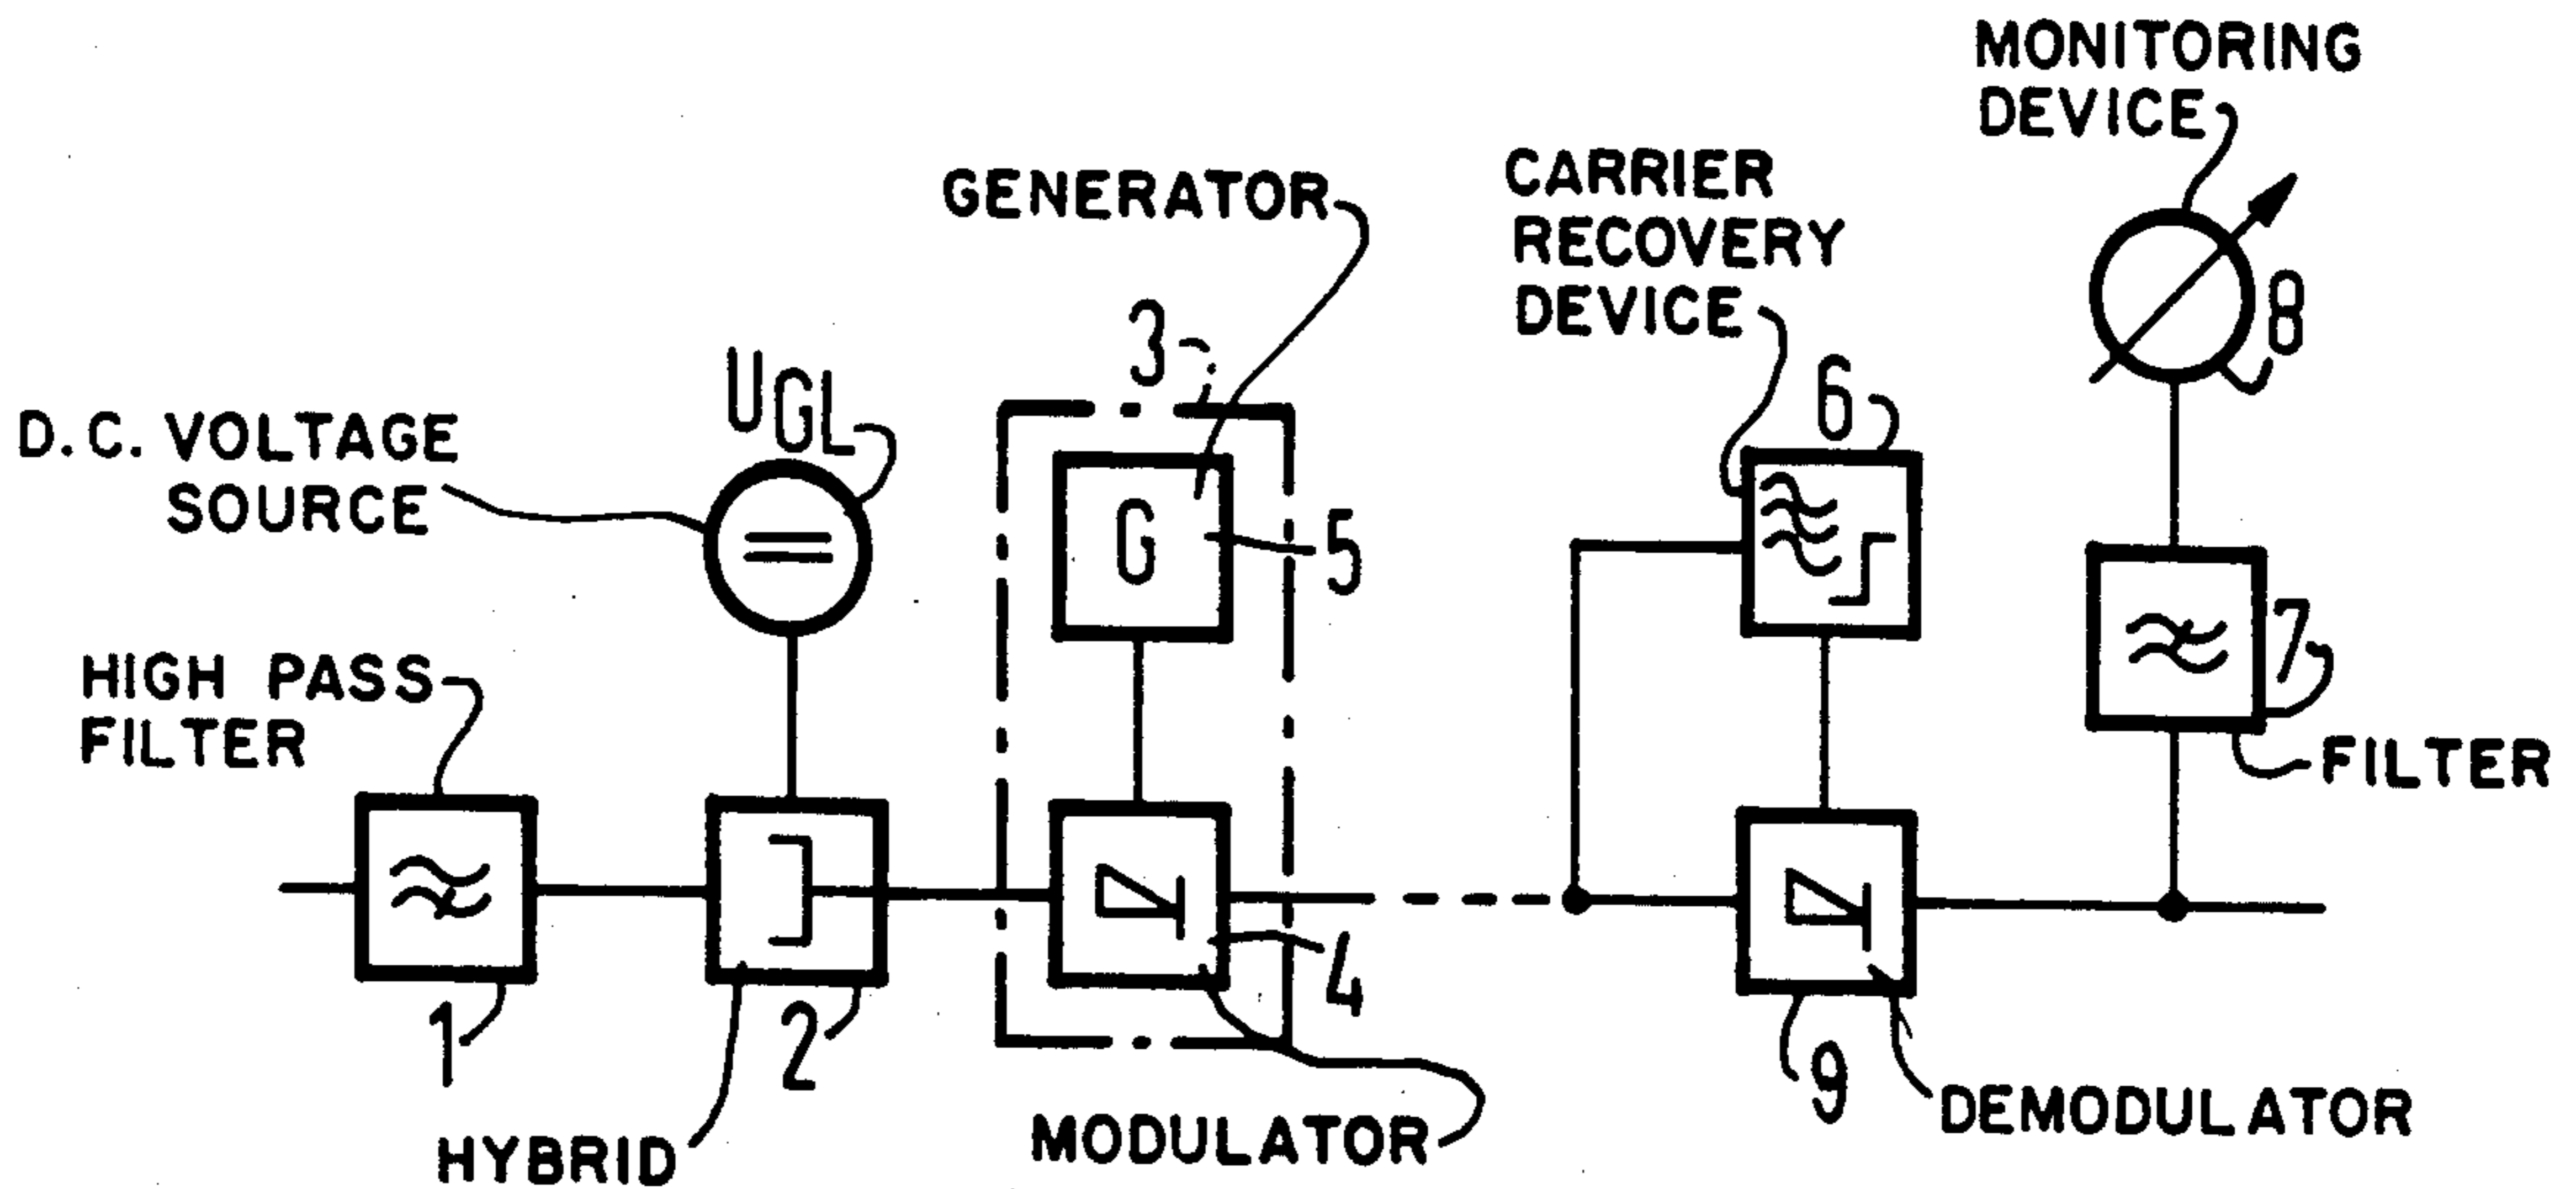 MONITORING
DEVICE
CARRIER
RECOVERY
DEVICE
GENERATOR
3
6
8
UGL
D.C. VOLTAGE
SOURCE
G
5
7
HIGH PASS
FILTER
FILTER
4
1
2
9
HYBRID
MODULATOR
DEMODULATOR